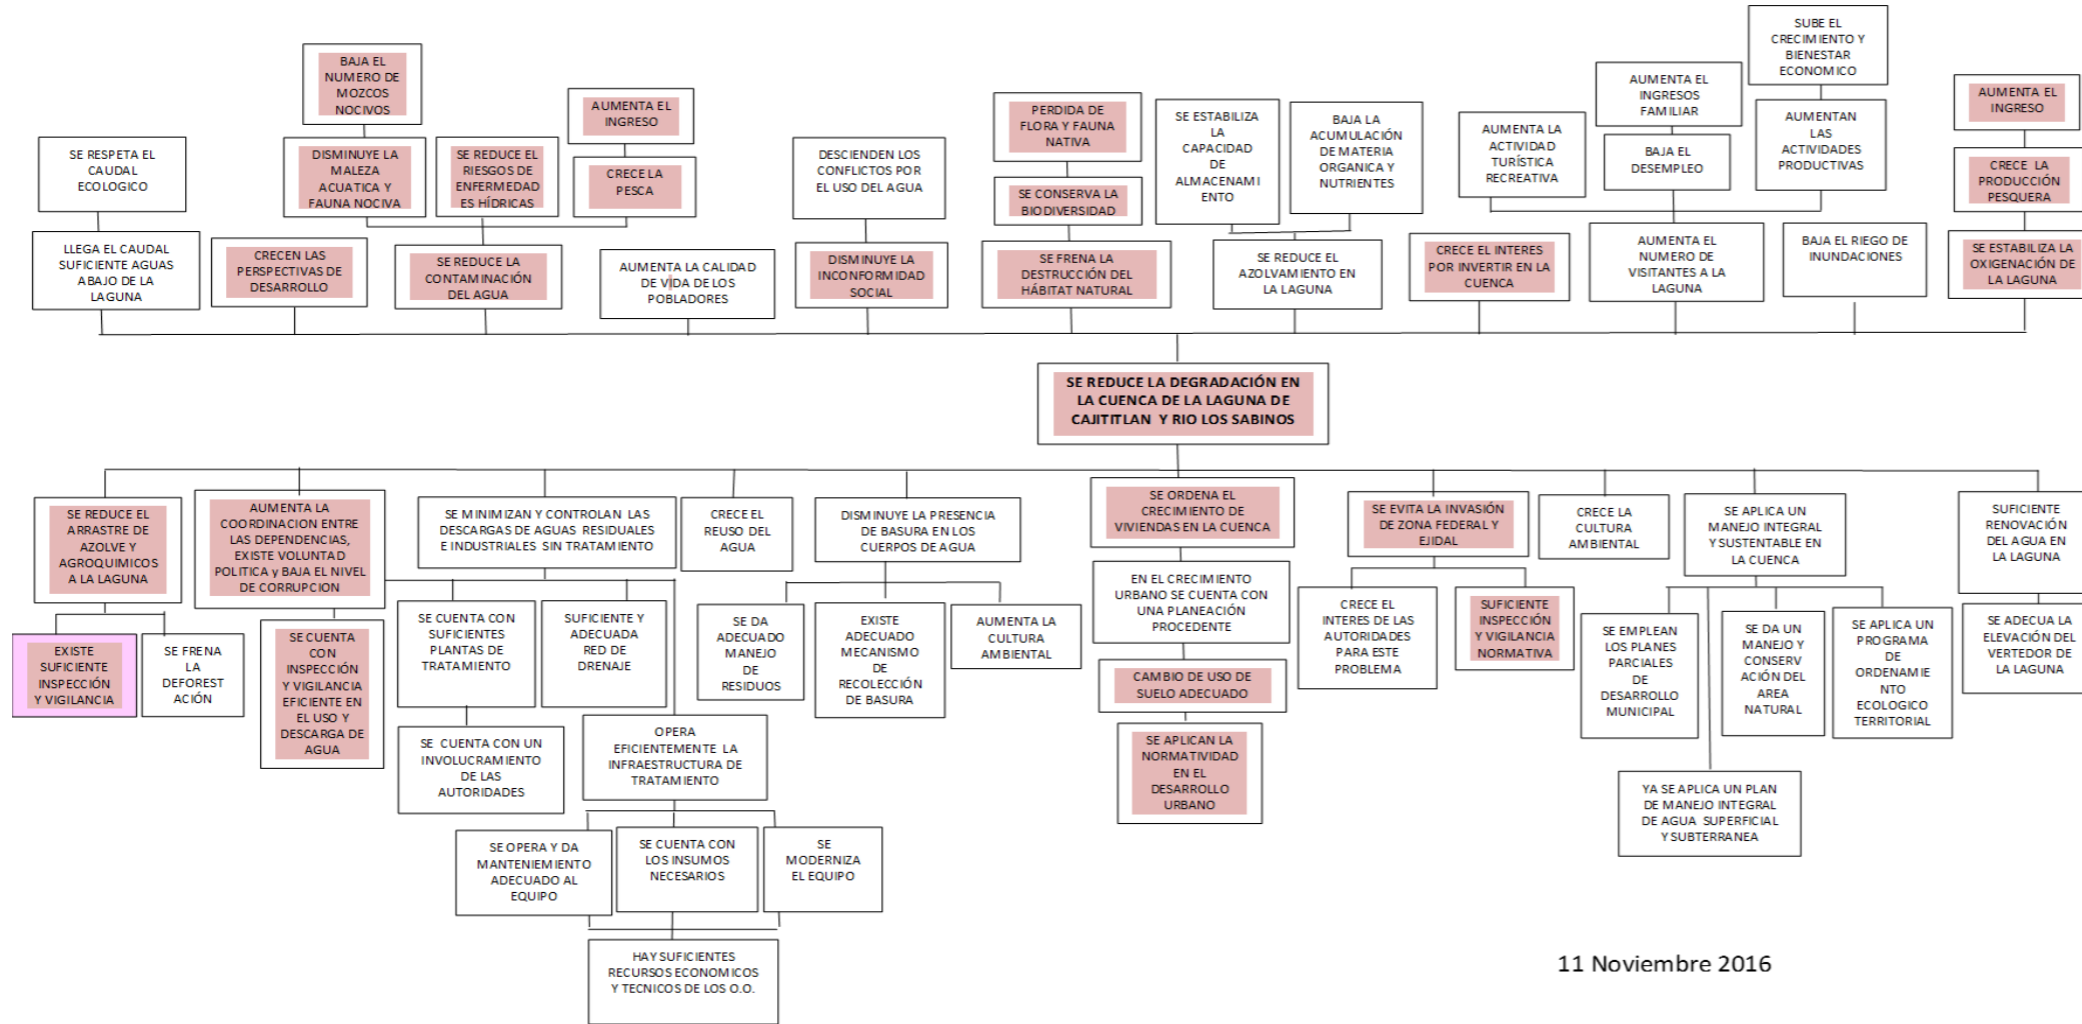 BAJA EL
NUMERO DE
MOZCOS
NOCIVOS
AUMENTA EL
INGRESO
PERDIDA DE
FLORA Y FAUNA
NATIVA
SE ESTABILIZA
LA
CAPACIDAD
DE
ALMACENAMI
ENTO
BAJA LA
ACUMULACIÓN
DE MATERIA
ORGANICA Y
NUTRIENTES
AUMENTA LA
ACTIVIDAD
TURÍSTICA
RECREATIVA
AUMENTA EL
INGRESOS
FAMILIAR
SUBE EL
CRECIMIENTO Y
BIENESTAR
ECONOMICO
AUMENTA EL
INGRESO
SE RESPETA EL
CAUDAL
ECOLOGICO
DISMINUYE LA
MALEZA
ACUATICA Y
FAUNA NOCIVA
SE REDUCE EL
RIESGOS DE
ENFERMEDAD
ES HÍDRICAS
CRECE LA
PESCA
DESCIENDEN LOS
CONFLICTOS POR
EL USO DEL AGUA
SE CONSERVA LA
BIODIVERSIDAD
BAJA EL
DESEMPLEO
AUMENTAN
LAS
ACTIVIDADES
PRODUCTIVAS
CRECE LA
PRODUCCIÓN
PESQUERA
LLEGA EL CAUDAL
SUFICIENTE AGUAS
ABAJO DE LA
LAGUNA
CRECEN LAS
PERSPECTIVAS DE
DESARROLLO
SE REDUCE LA
CONTAMINACIÓN
DEL AGUA
AUMENTA LA CALIDAD
DE VIDA DE LOS
POBLADORES
DISMINUYE LA
INCONFORMIDAD
SOCIAL
SE FRENA LA
DESTRUCCIÓN DEL
HÁBITAT NATURAL
SE REDUCE EL
AZOLVAMIENTO EN
LA LAGUNA
CRECE EL INTERES
POR INVERTIR EN LA
CUENCA
AUMENTA EL
NUMERO DE
VISITANTES A LA
LAGUNA
BAJA EL RIEGO DE
INUNDACIONES
SE ESTABILIZA LA
OXIGENACIÓN DE
LA LAGUNA
SE REDUCE LA DEGRADACIÓN EN
LA CUENCA DE LA LAGUNA DE
CAJITITLAN Y RIO LOS SABINOS
SE REDUCE EL
ARRASTRE DE
AZOLVE Y
AGROQUIMICOS
A LA LAGUNA
AUMENTA LA
COORDINACION ENTRE
LAS DEPENDENCIAS,
EXISTE VOLUNTAD
POLITICA y BAJA EL NIVEL
DE CORRUPCION
SE MINIMIZAN Y CONTROLAN LAS
DESCARGAS DE AGUAS RESIDUALES
E INDUSTRIALES SIN TRATAMIENTO
CRECE EL
REUSO DEL
AGUA
DISMINUYE LA PRESENCIA
DE BASURA EN LOS
CUERPOS DE AGUA
SE ORDENA EL
CRECIMIENTO DE
VIVIENDAS EN LA CUENCA
SE EVITA LA INVASIÓN
DE ZONA FEDERAL Y
EJIDAL
CRECE LA
CULTURA
AMBIENTAL
SE APLICA UN
MANEJO INTEGRAL
Y SUSTENTABLE EN
LA CUENCA
SUFICIENTE
RENOVACIÓN
DEL AGUA EN
LA LAGUNA
EXISTE
SUFICIENTE
INSPECCIÓN
Y VIGILANCIA
SE FRENA
LA
DEFOREST
ACIÓN
SE CUENTA
CON
INSPECCIÓN
Y VIGILANCIA
EFICIENTE EN
EL USO Y
DESCARGA DE
AGUA
SE CUENTA CON
SUFICIENTES
PLANTAS DE
TRATAMIENTO
SUFICIENTE Y
ADECUADA
RED DE
DRENAJE
SE DA
ADECUADO
MANEJO
DE
RESIDUOS
EXISTE
ADECUADO
MECANISMO
DE
RECOLECCIÓN
DE BASURA
AUMENTA LA
CULTURA
AMBIENTAL
EN EL CRECIMIENTO
URBANO SE CUENTA CON
UNA PLANEACIÓN
PROCEDENTE
CRECE EL
INTERES DE LAS
AUTORIDADES
PARA ESTE
PROBLEMA
SUFICIENTE
INSPECCIÓN
Y VIGILANCIA
NORMATIVA
SE EMPLEAN
LOS PLANES
PARCIALES
DE
DESARROLLO
MUNICIPAL
SE DA UN
MANEJO Y
CONSERV
ACIÓN DEL
AREA
NATURAL
SE APLICA UN
PROGRAMA
DE
ORDENAMIE
NTO
ECOLOGICO
TERRITORIAL
SE ADECUA LA
ELEVACIÓN DEL
VERTEDOR DE
LA LAGUNA
CAMBIO DE USO DE
SUELO ADECUADO
SE CUENTA CON UN
INVOLUCRAMIENTO
DE LAS
AUTORIDADES
OPERA
EFICIENTEMENTE LA
INFRAESTRUCTURA DE
TRATAMIENTO
SE APLICAN LA
NORMATIVIDAD
EN EL
DESARROLLO
URBANO
YA SE APLICA UN PLAN
DE MANEJO INTEGRAL
DE AGUA SUPERFICIAL
Y SUBTERRANEA
SE OPERA Y DA
MANTENIEMIENTO
ADECUADO AL
EQUIPO
SE CUENTA CON
LOS INSUMOS
NECESARIOS
SE
MODERNIZA
EL EQUIPO
HAY SUFICIENTES
RECURSOS ECONOMICOS
Y TECNICOS DE LOS O.O.
11 Noviembre 2016